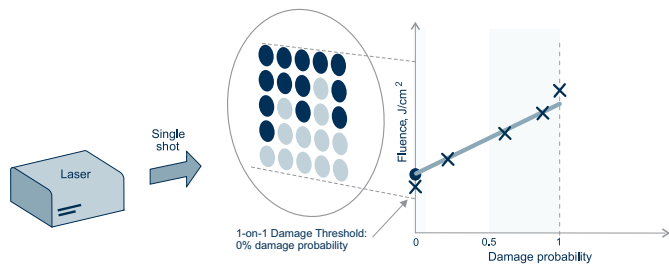 Laser
Single
shot
Fluence, J/cm²
1-on-1 Damage Threshold:
0% damage probability
0
0.5
1
Damage probability